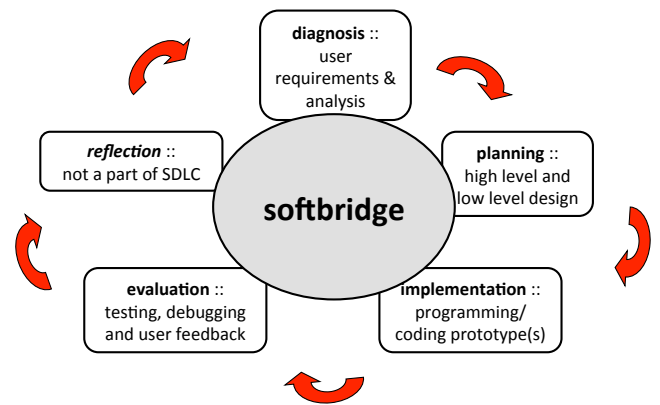 diagnosis ::
user
requirements &
analysis
reflection ::
not a part of SDLC
planning ::
high level and
low level design
softbridge
evaluation ::
testing, debugging
and user feedback
implementation ::
programming/
coding prototype(s)